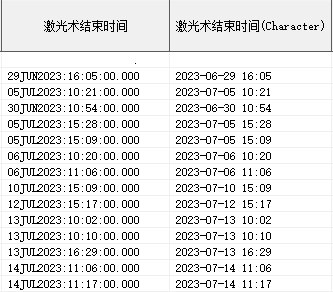 激光术结束时间 激光术结束时间(Character)
.
29JUN2023:16:05:00.000 2023-06-29 16:05
05JUL2023:10:21:00.000 2023-07-05 10:21
30JUN2023:10:54:00.000 2023-06-30 10:54
05JUL2023:15:28:00.000 2023-07-05 15:28
05JUL2023:15:09:00.000 2023-07-05 15:09
06JUL2023:10:20:00.000 2023-07-06 10:20
06JUL2023:11:06:00.000 2023-07-06 11:06
10JUL2023:15:09:00.000 2023-07-10 15:09
12JUL2023:15:17:00.000 2023-07-12 15:17
13JUL2023:10:02:00.000 2023-07-13 10:02
13JUL2023:10:10:00.000 2023-07-13 10:10
13JUL2023:16:29:00.000 2023-07-13 16:29
14JUL2023:11:06:00.000 2023-07-14 11:06
14JUL2023:11:17:00.000 2023-07-14 11:17